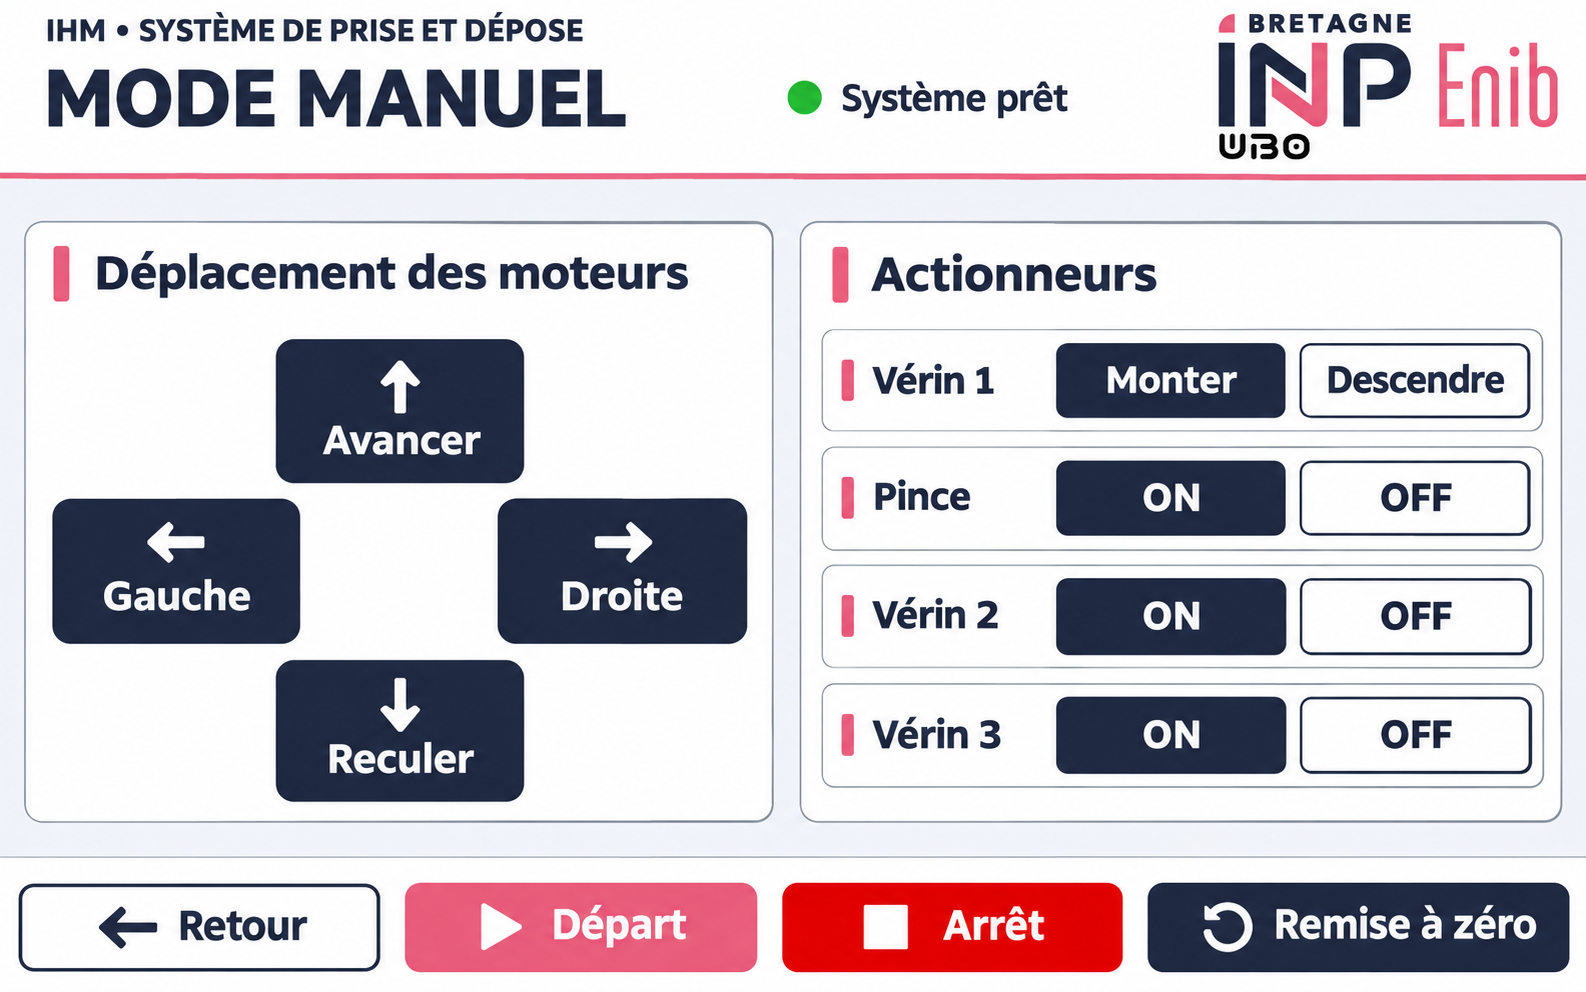 IHM • SYSTÈME DE PRISE ET DÉPOSE
MODE MANUEL
Système prêt
BRETAGNE
iNP Enib
UBO
Déplacement des moteurs
Avancer
Gauche
Droite
Reculer
Actionneurs
Vérin 1 Monter Descendre
Pince ON OFF
Vérin 2 ON OFF
Vérin 3 ON OFF
Retour Départ Arrêt Remise à zéro